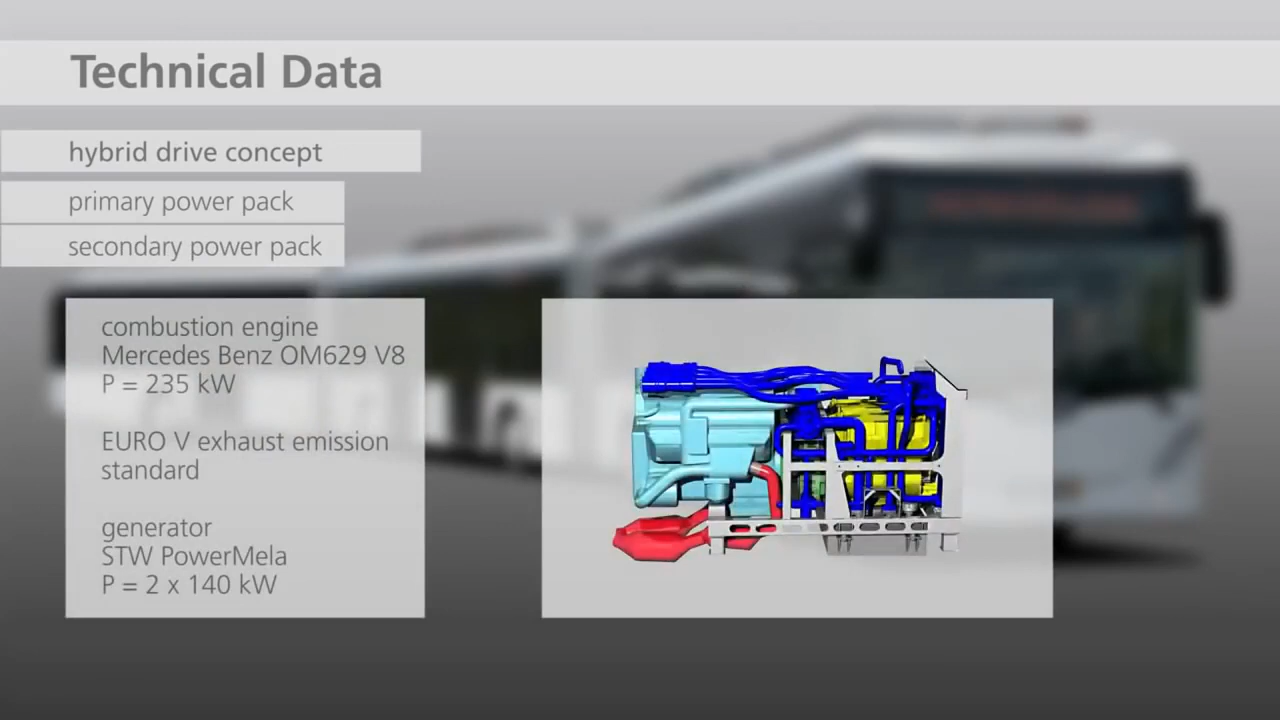 Technical Data
hybrid drive concept
primary power pack
secondary power pack
combustion engine
Mercedes Benz OM629 V8
P = 235 kW
EURO V exhaust emission
standard
generator
STW PowerMela
P = 2 x 140 kW